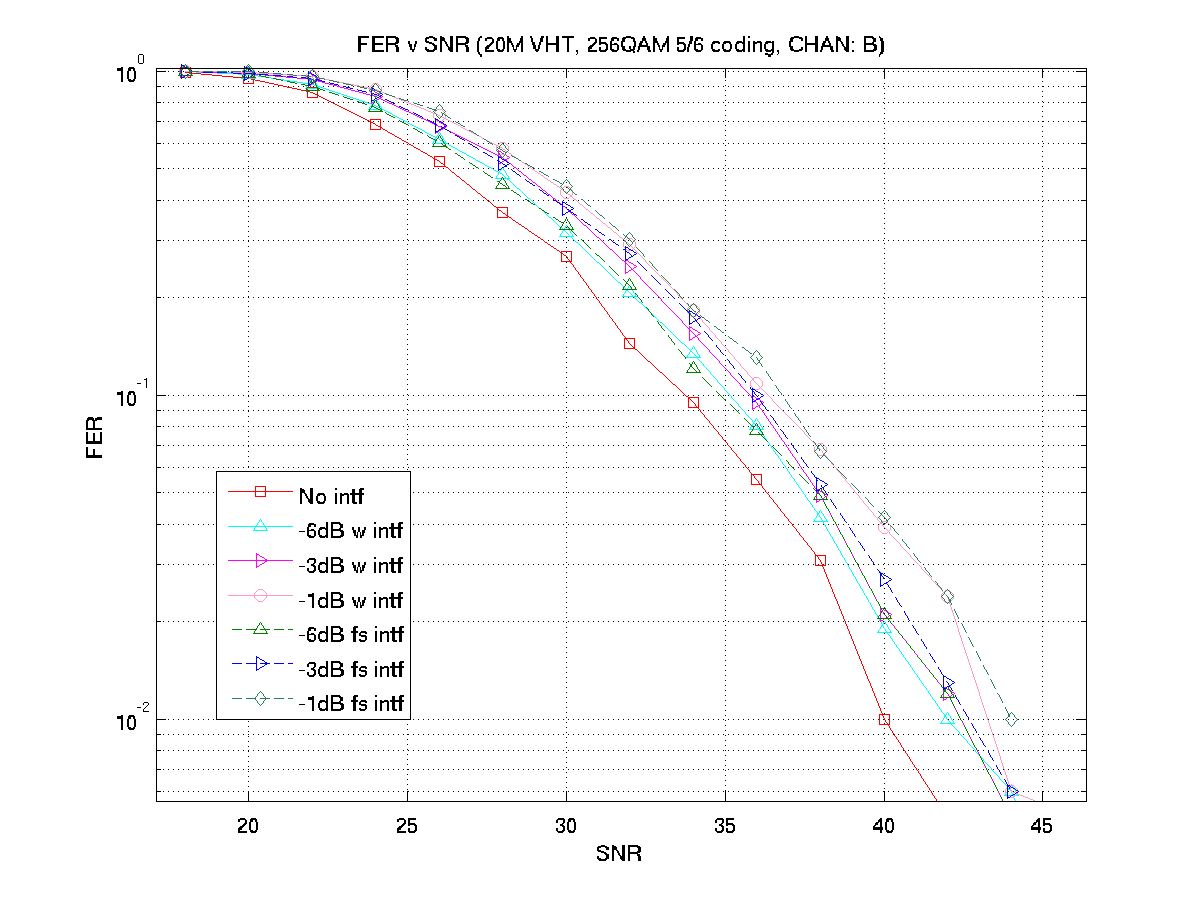 FER v SNR (20M VHT, 256QAM 5/6 coding, CHAN: B)
10^0
10^-1
10^-2
FER
No intf
-6dB w intf
-3dB w intf
-1dB w intf
-6dB fs intf
-3dB fs intf
-1dB fs intf
20 25 30 35 40 45
SNR